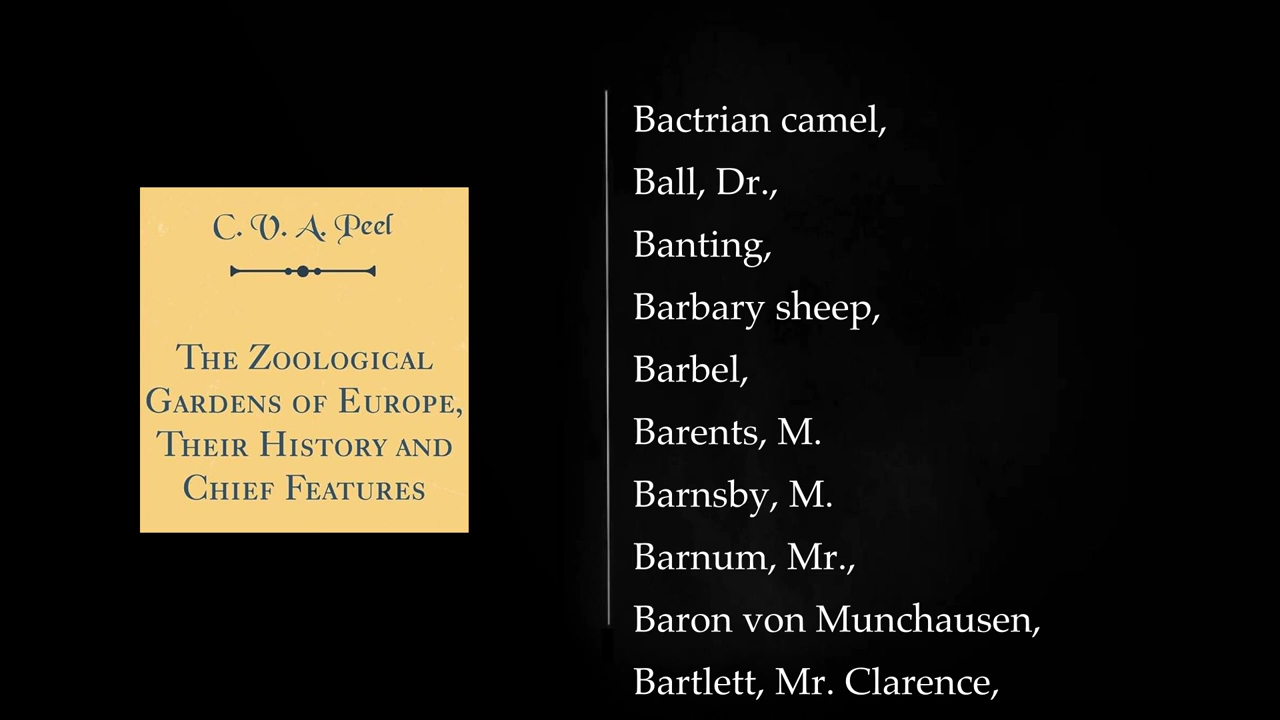 C. V. A. Peel
The Zoological
Gardens of Europe,
Their History and
Chief Features
Bactrian camel,
Ball, Dr.,
Banting,
Barbary sheep,
Barbel,
Barents, M.
Barnsby, M.
Barnum, Mr.,
Baron von Munchausen,
Bartlett, Mr. Clarence,